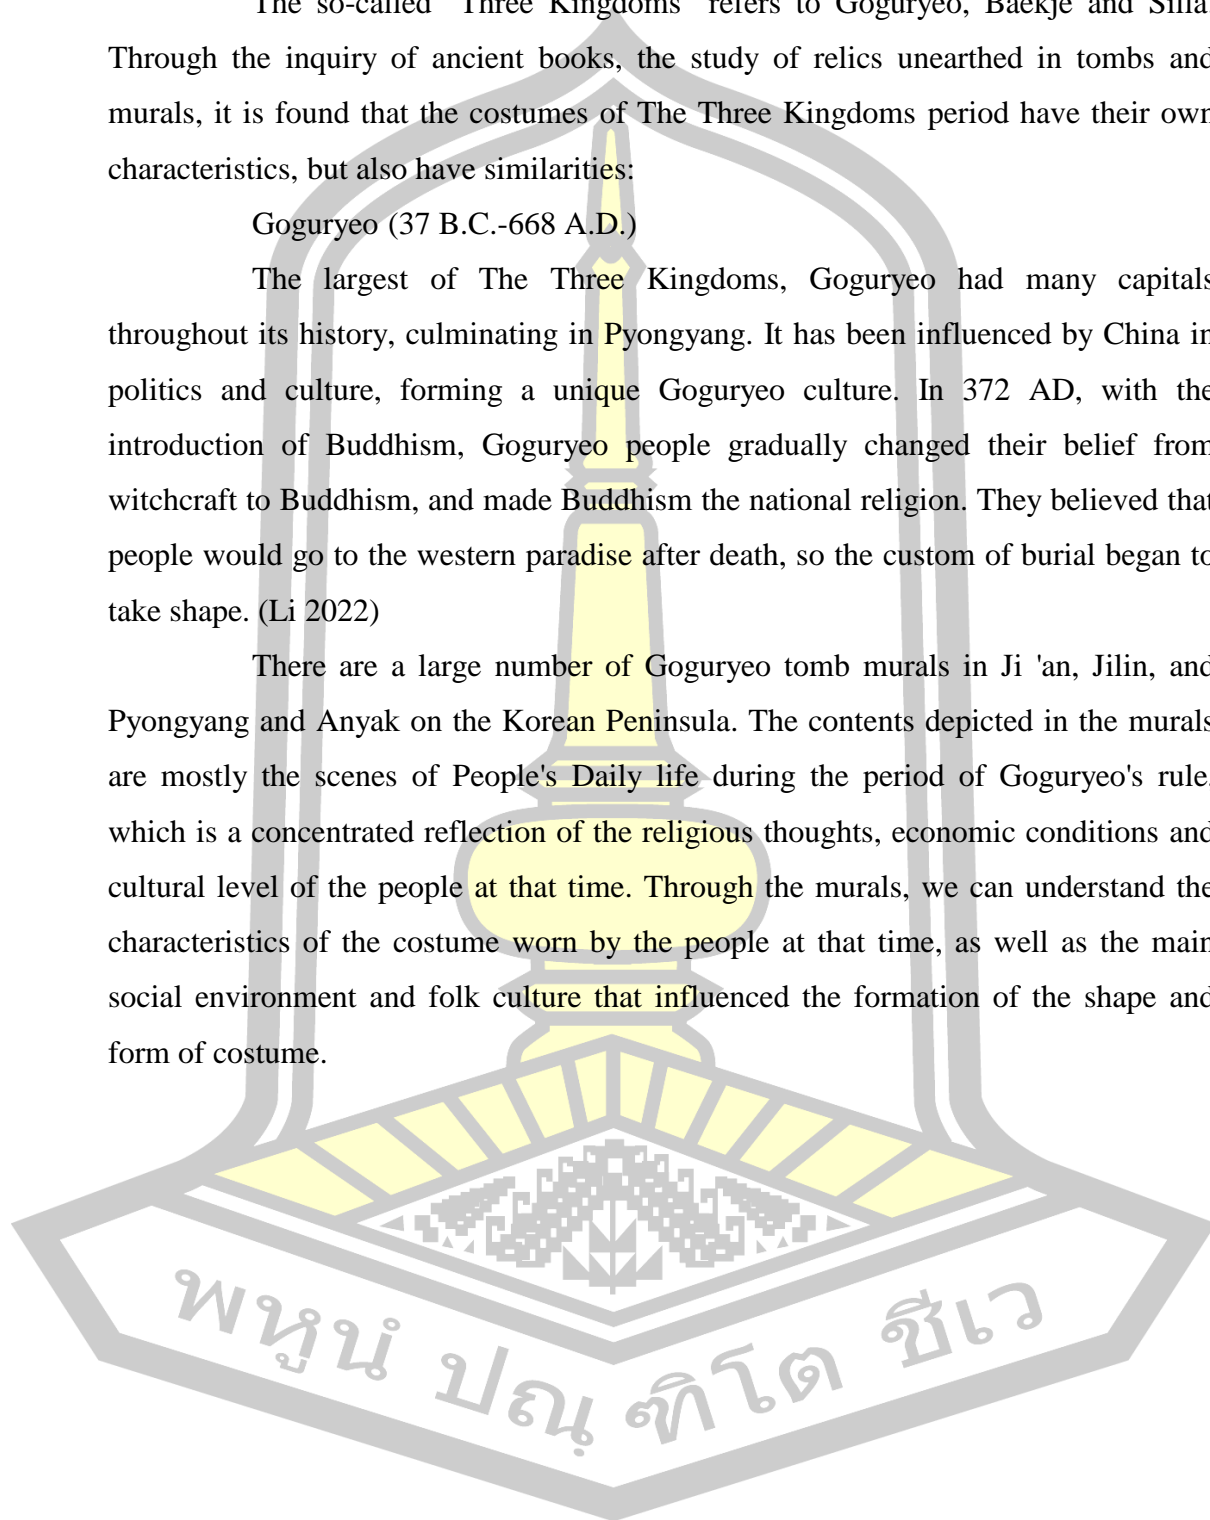 The so-called "Three Kingdoms" refers to Goguryeo, Baekje and Silla.
Through the inquiry of ancient books, the study of relics unearthed in tombs and
murals, it is found that the costumes of The Three Kingdoms period have their own
characteristics, but also have similarities:
Goguryeo (37 B.C.-668 A.D.)
The largest of The Three Kingdoms, Goguryeo had many capitals
throughout its history, culminating in Pyongyang. It has been influenced by China in
politics and culture, forming a unique Goguryeo culture. In 372 AD, with the
introduction of Buddhism, Goguryeo people gradually changed their belief from
witchcraft to Buddhism, and made Buddhism the national religion. They believed that
people would go to the western paradise after death, so the custom of burial began to
take shape. (Li 2022)
There are a large number of Goguryeo tomb murals in Ji 'an, Jilin, and
Pyongyang and Anyak on the Korean Peninsula. The contents depicted in the murals
are mostly the scenes of People's Daily life during the period of Goguryeo's rule,
which is a concentrated reflection of the religious thoughts, economic conditions and
cultural level of the people at that time. Through the murals, we can understand the
characteristics of the costume worn by the people at that time, as well as the main
social environment and folk culture that influenced the formation of the shape and
form of costume.
พหูนํ ปณฺฑิโต ชีเว